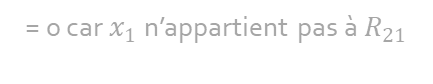 = 0 car 𝑥₁ n’appartient pas à 𝑅₂₁